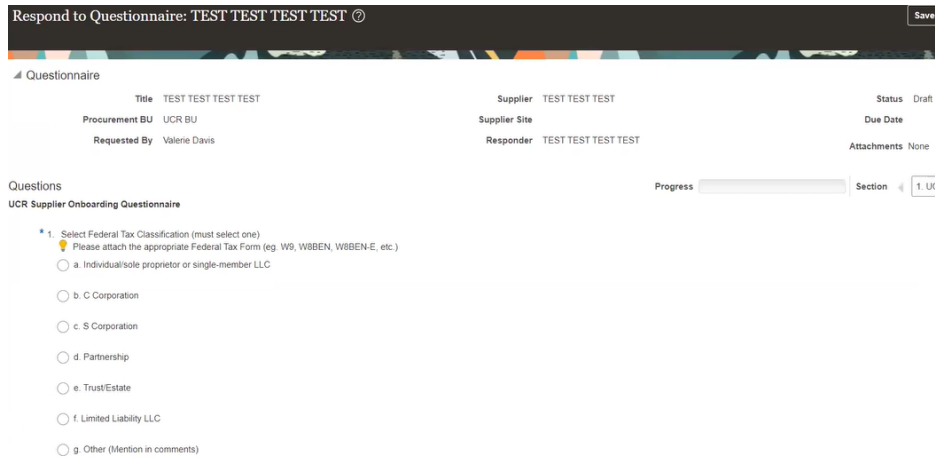 Respond to Questionnaire: TEST TEST TEST TEST
Save
Questionnaire
Title TEST TEST TEST TEST
Supplier TEST TEST TEST
Status Draft
Procurement BU UCR BU
Supplier Site
Due Date
Requested By Valerie Davis
Responder TEST TEST TEST TEST
Attachments None
Questions
Progress
Section 1. UC
UCR Supplier Onboarding Questionnaire
* 1. Select Federal Tax Classification (must select one)
Please attach the appropriate Federal Tax Form (eg. W9, W8BEN, W8BEN-E, etc.)
a. Individual/sole proprietor or single-member LLC
b. C Corporation
c. S Corporation
d. Partnership
e. Trust/Estate
f. Limited Liability LLC
g. Other (Mention in comments)